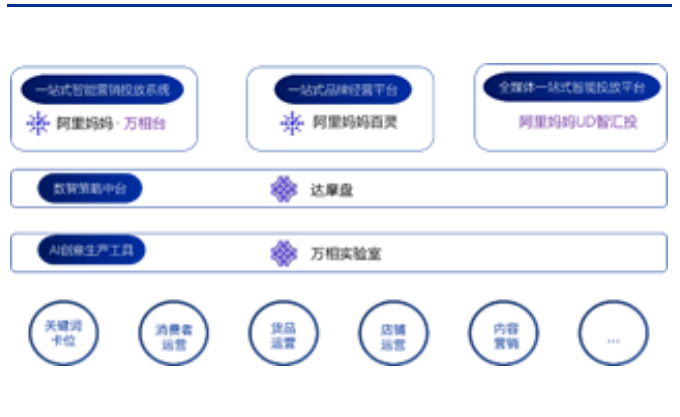 一站式智能营销投放系统
阿里妈妈·万相台
一站式品牌经营平台
阿里妈妈百灵
全媒体一站式智能投放平台
阿里妈妈UD智汇投
数智策略中台
达摩盘
AI创意生产工具
万相实验室
关键词
卡位
消费者
运营
货品
运营
店铺
运营
内容
营销
...